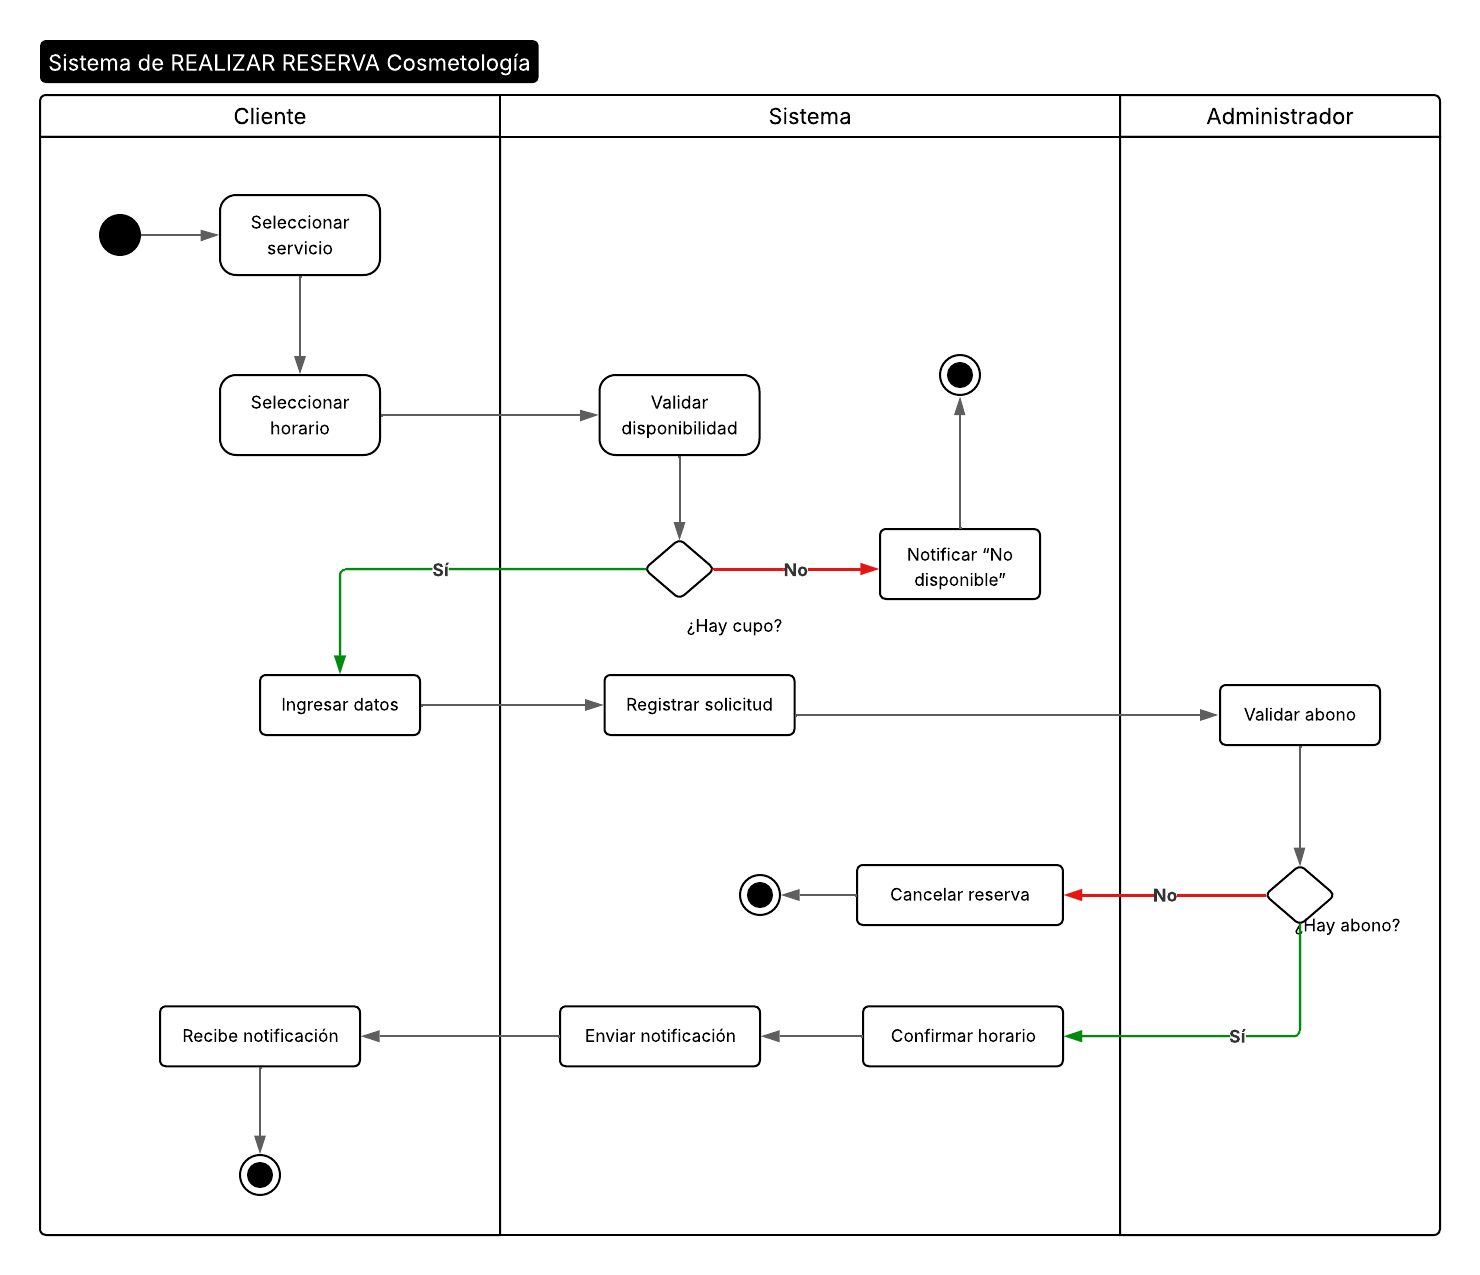 Sistema de REALIZAR RESERVA Cosmetología
Cliente
Sistema
Administrador
Seleccionar
servicio
Seleccionar
horario
Validar
disponibilidad
Sí
No
Notificar “No
disponible”
¿Hay cupo?
Ingresar datos
Registrar solicitud
Validar abono
Cancelar reserva
No
¿Hay abono?
Recibe notificación
Enviar notificación
Confirmar horario
Sí